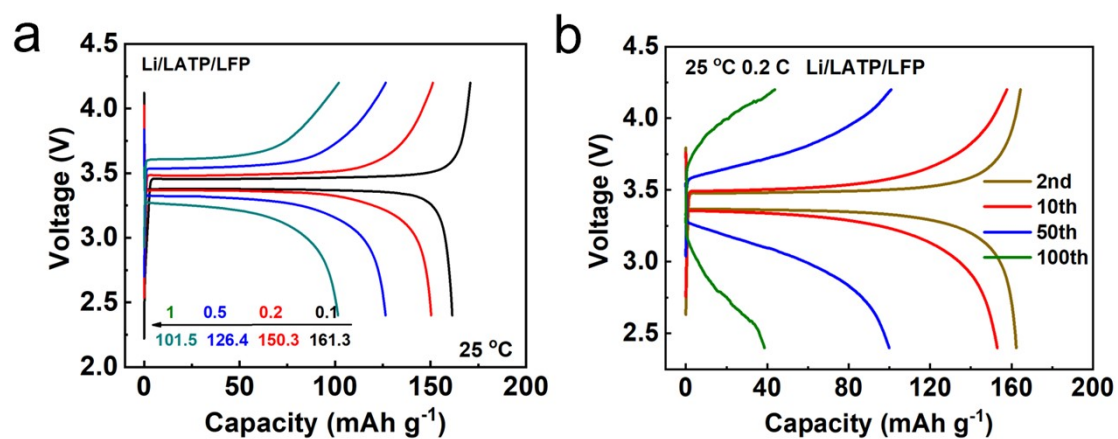 a
Li/LATP/LFP
4.5
4.0
3.5
3.0
2.5
2.0
Voltage (V)
1 0.5 0.2 0.1
101.5 126.4 150.3 161.3
25 °C
0 50 100 150 200
Capacity (mAh g⁻¹)
b
25 °C 0.2 C Li/LATP/LFP
4.5
4.0
3.5
3.0
2.5
Voltage (V)
2nd
10th
50th
100th
0 40 80 120 160 200
Capacity (mAh g⁻¹)